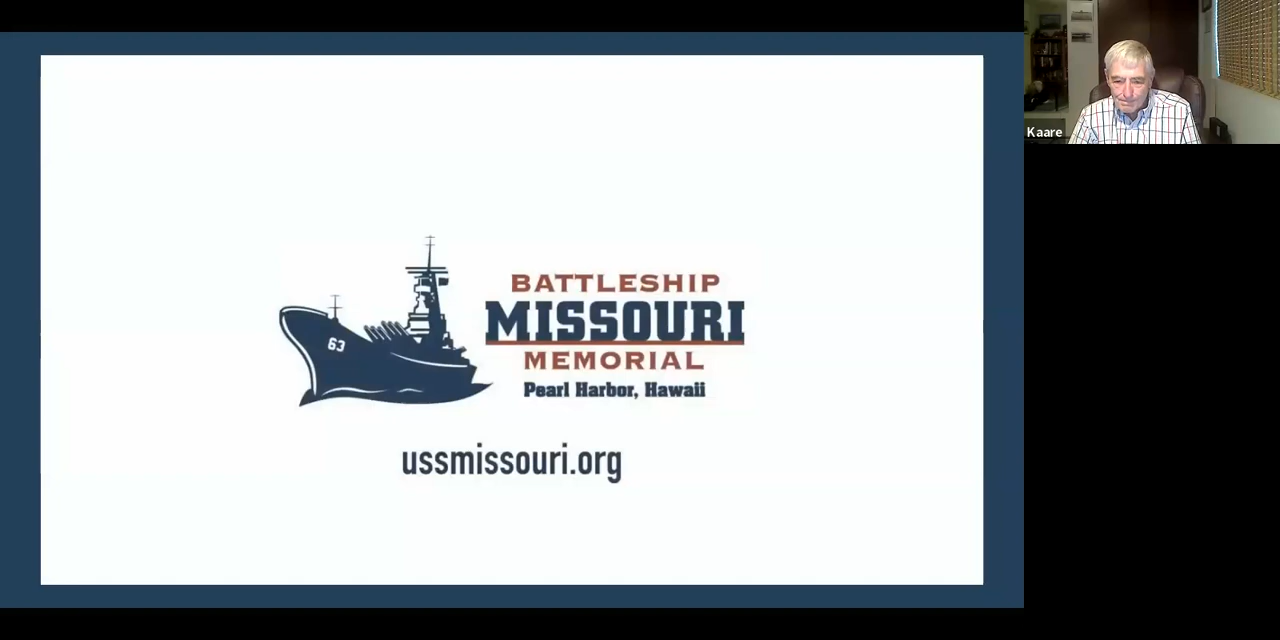 63
BATTLESHIP
MISSOURI
MEMORIAL
Pearl Harbor, Hawaii
ussmissouri.org
Kaare